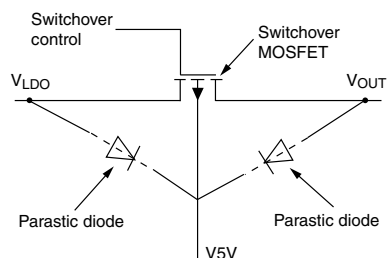 Switchover
control
Switchover
MOSFET
VLDO
VOUT
Parastic diode
Parastic diode
V5V